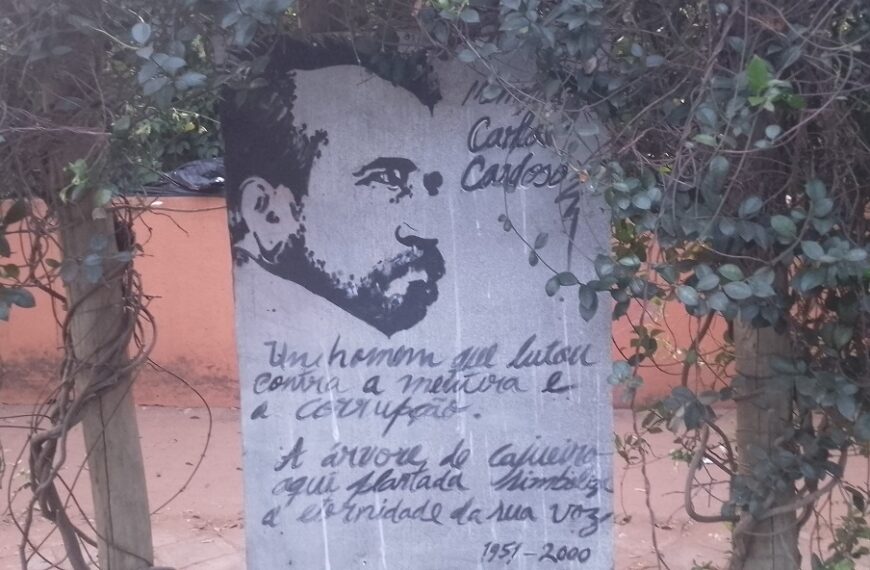 Carlos
Cardoso
Un homem que lutou
contra a mentira e
a corrupção.
A árvore de cajueiro
aqui plantada simboliza
a eternidade da sua voz
1951-2000